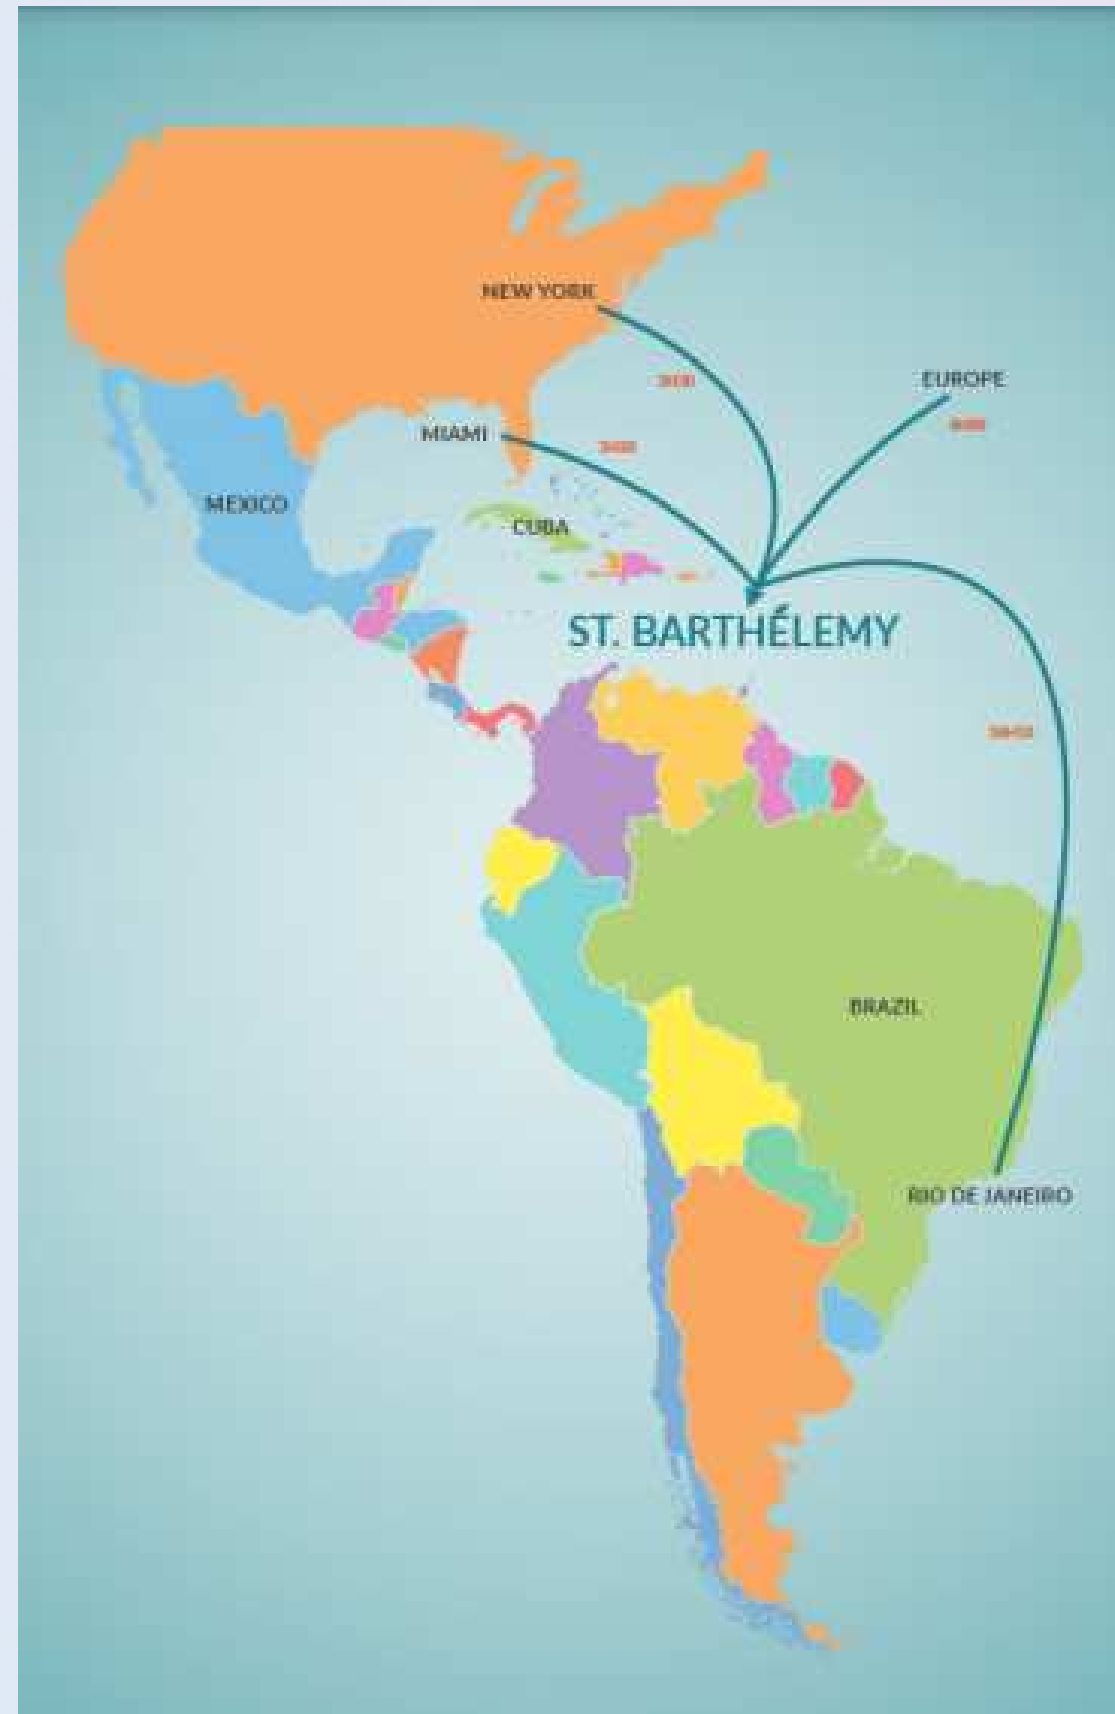 NEW YORK
EUROPE
MIAMI
MEXICO
CUBA
ST. BARTHÉLEMY
BRAZIL
RIO DE JANEIRO